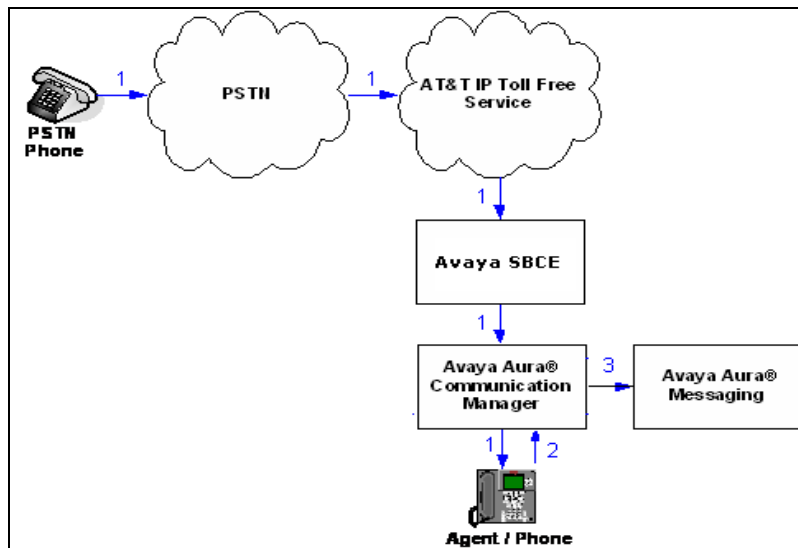 1
1
PSTN
AT&T IP Toll Free
Service
PSTN
Phone
1
Avaya SBCE
1
Avaya Aura®
Communication
Manager
3
Avaya Aura®
Messaging
1
2
Agent / Phone